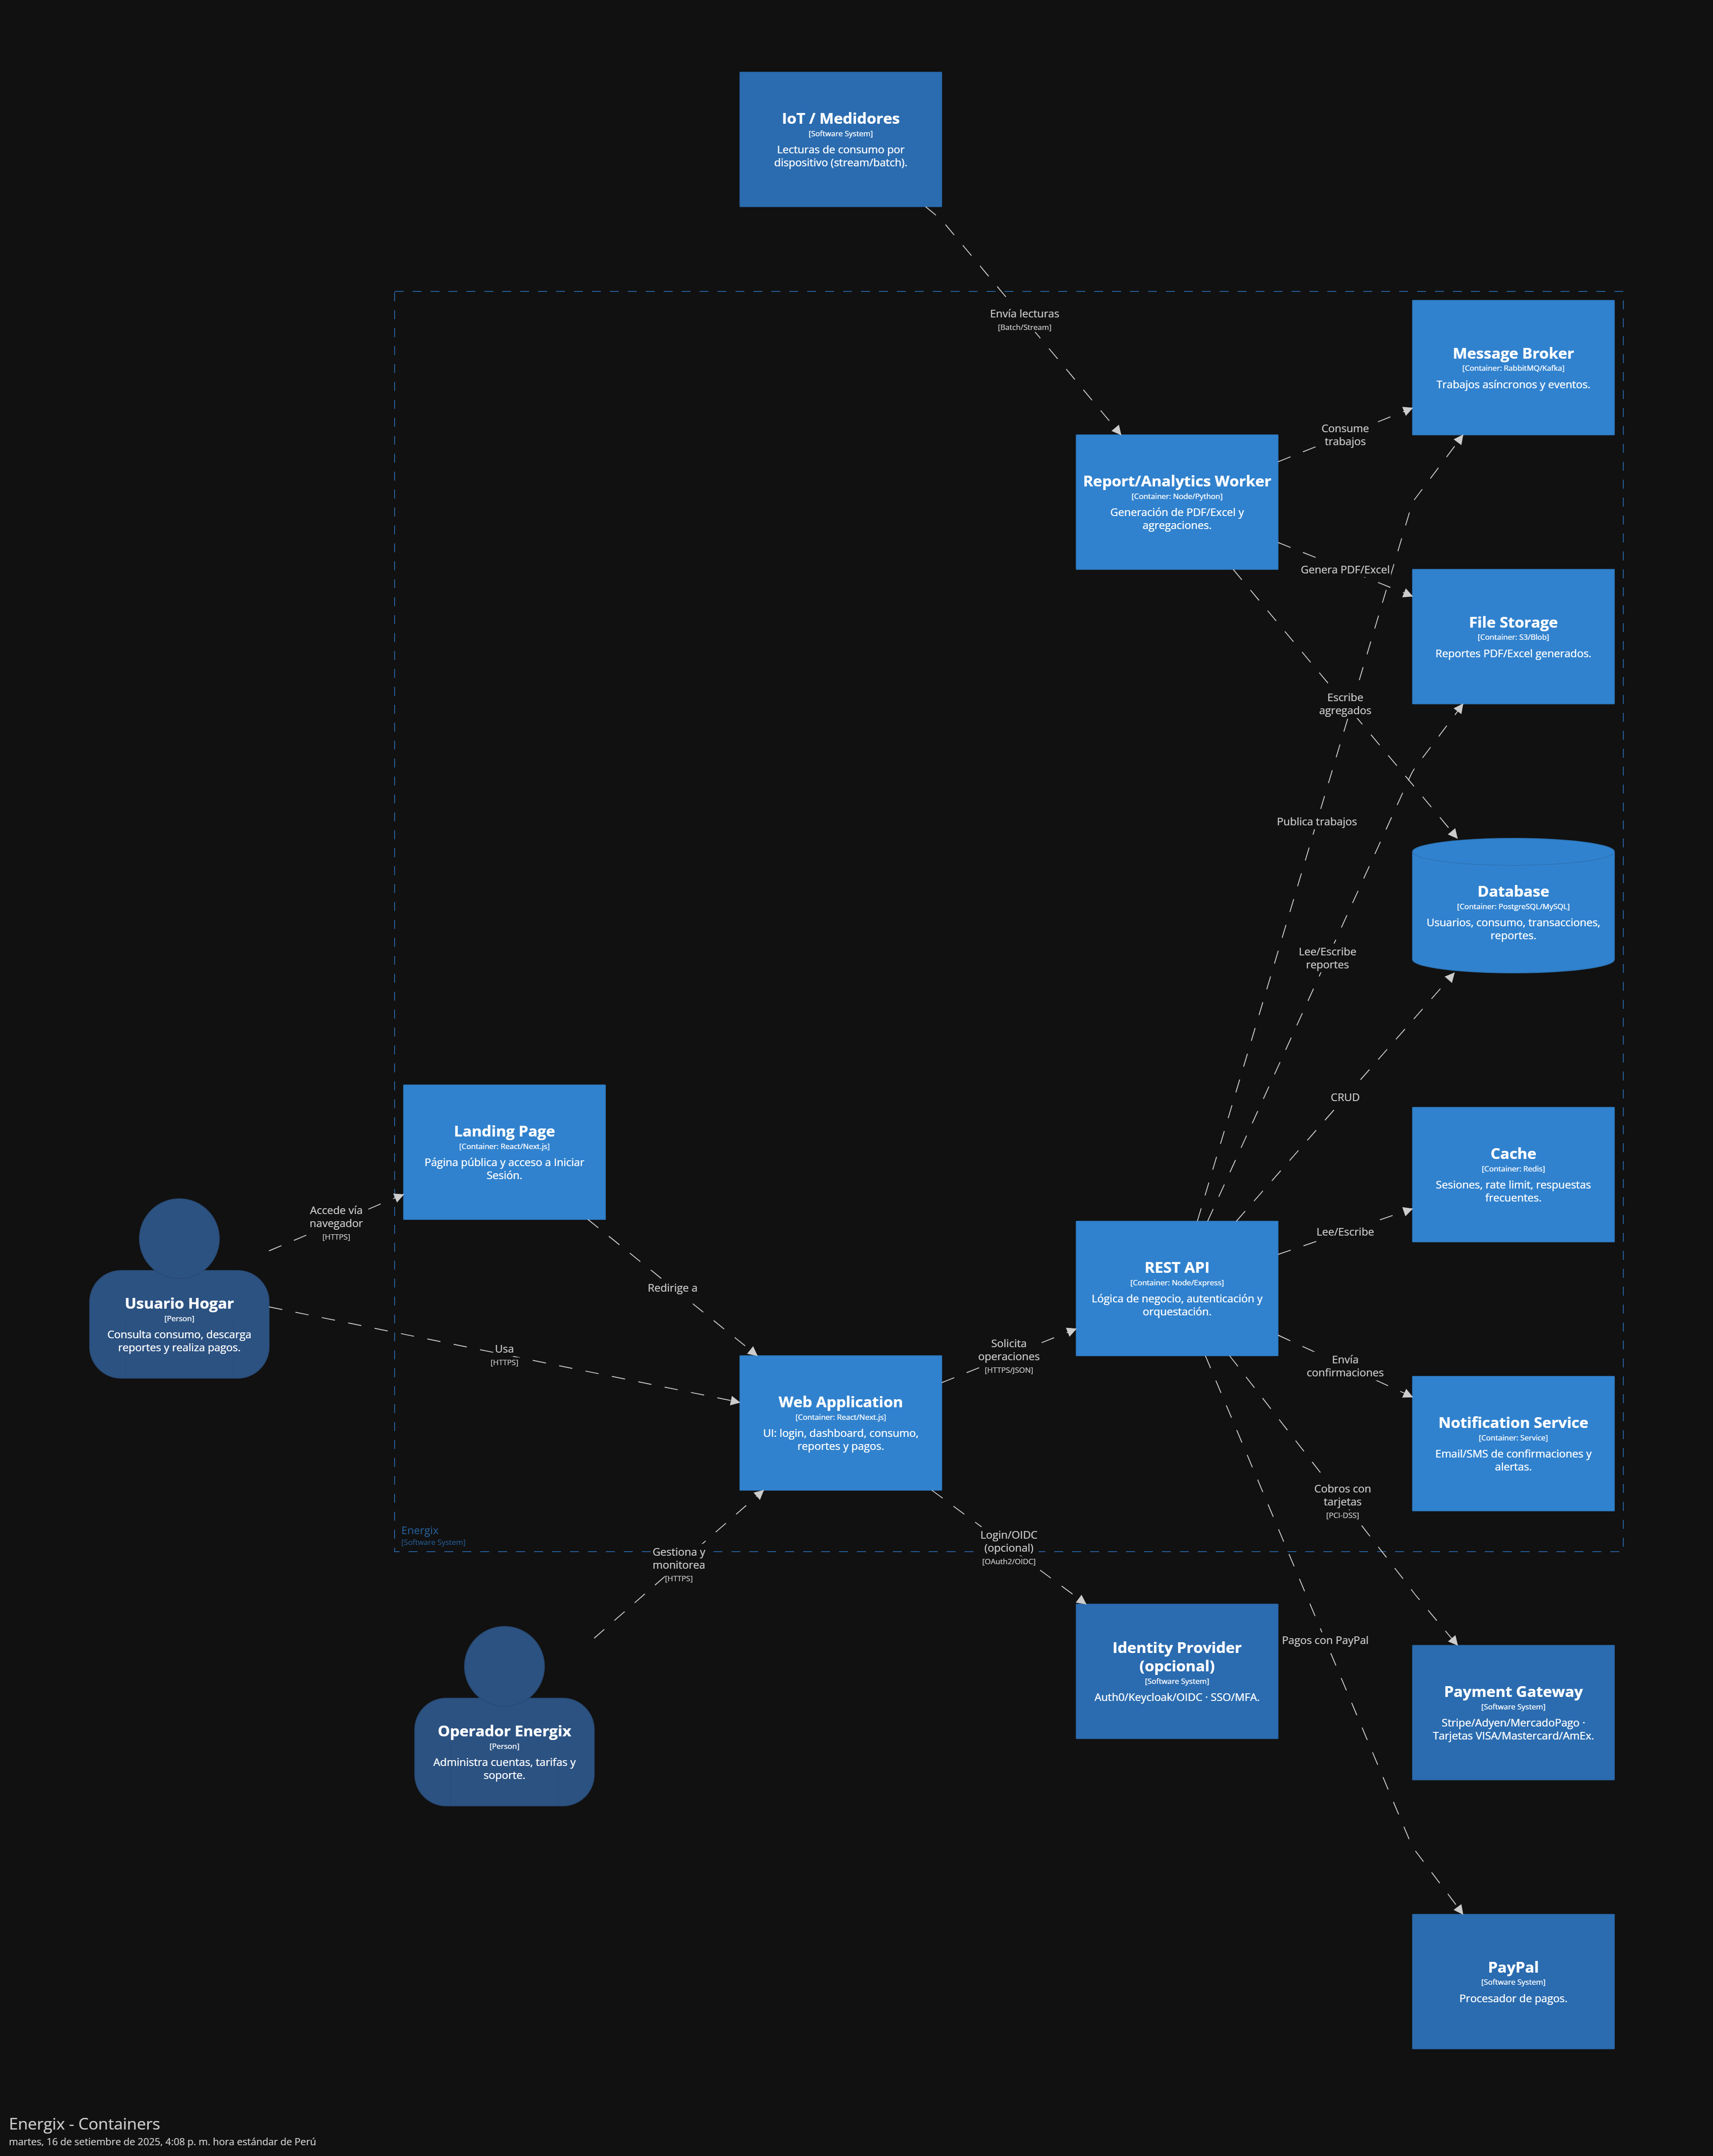 IoT / Medidores
[Software System]
Lecturas de consumo por
dispositivo (stream/batch).
Envía lecturas
[Batch/Stream]
Message Broker
[Container: RabbitMQ/Kafka]
Trabajos asíncronos y eventos.
Consume
trabajos
Report/Analytics Worker
[Container: Node/Python]
Generación de PDF/Excel y
agregaciones.
Genera PDF/Excel
File Storage
[Container: S3/Blob]
Reportes PDF/Excel generados.
Escribe
agregados
Publica trabajos
Database
[Container: PostgreSQL/MySQL]
Usuarios, consumo, transacciones,
reportes.
Lee/Escribe
reportes
CRUD
Landing Page
[Container: React/Next.js]
Página pública y acceso a Iniciar
Sesión.
Cache
[Container: Redis]
Sesiones, rate limit, respuestas
frecuentes.
Accede vía
navegador
[HTTPS]
Lee/Escribe
Usuario Hogar
[Person]
Consulta consumo, descarga
reportes y realiza pagos.
Redirige a
REST API
[Container: Node/Express]
Lógica de negocio, autenticación y
orquestación.
Usa
[HTTPS]
Solicita
operaciones
[HTTPS/JSON]
Envía
confirmaciones
Web Application
[Container: React/Next.js]
UI: login, dashboard, consumo,
reportes y pagos.
Notification Service
[Container: Service]
Email/SMS de confirmaciones y
alertas.
Cobros con
tarjetas
[PCI-DSS]
Energix
[Software System]
Gestiona y
monitorea
[HTTPS]
Login/OIDC
(opcional)
[OAuth2/OIDC]
Identity Provider
(opcional)
[Software System]
Auth0/Keycloak/OIDC · SSO/MFA.
Pagos con PayPal
Payment Gateway
[Software System]
Stripe/Adyen/MercadoPago ·
Tarjetas VISA/Mastercard/AmEx.
Operador Energix
[Person]
Administra cuentas, tarifas y
soporte.
PayPal
[Software System]
Procesador de pagos.
Energix - Containers
martes, 16 de setiembre de 2025, 4:08 p. m. hora estándar de Perú